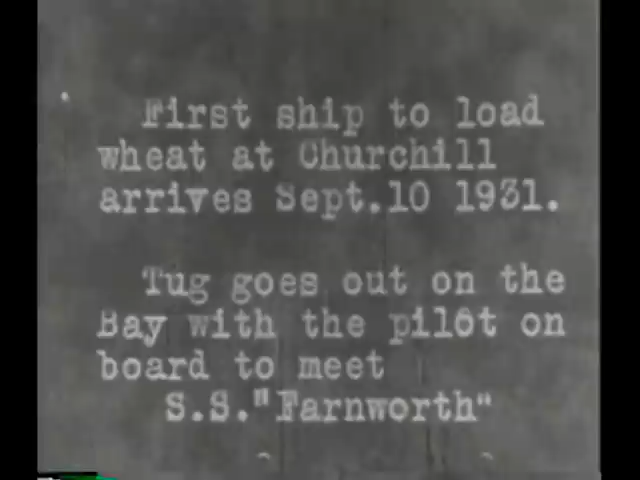 First ship to load
wheat at Churchill
arrives Sept.10 1931.
Tug goes out on the
Bay with the pilot on
board to meet
S.S."Farnworth"